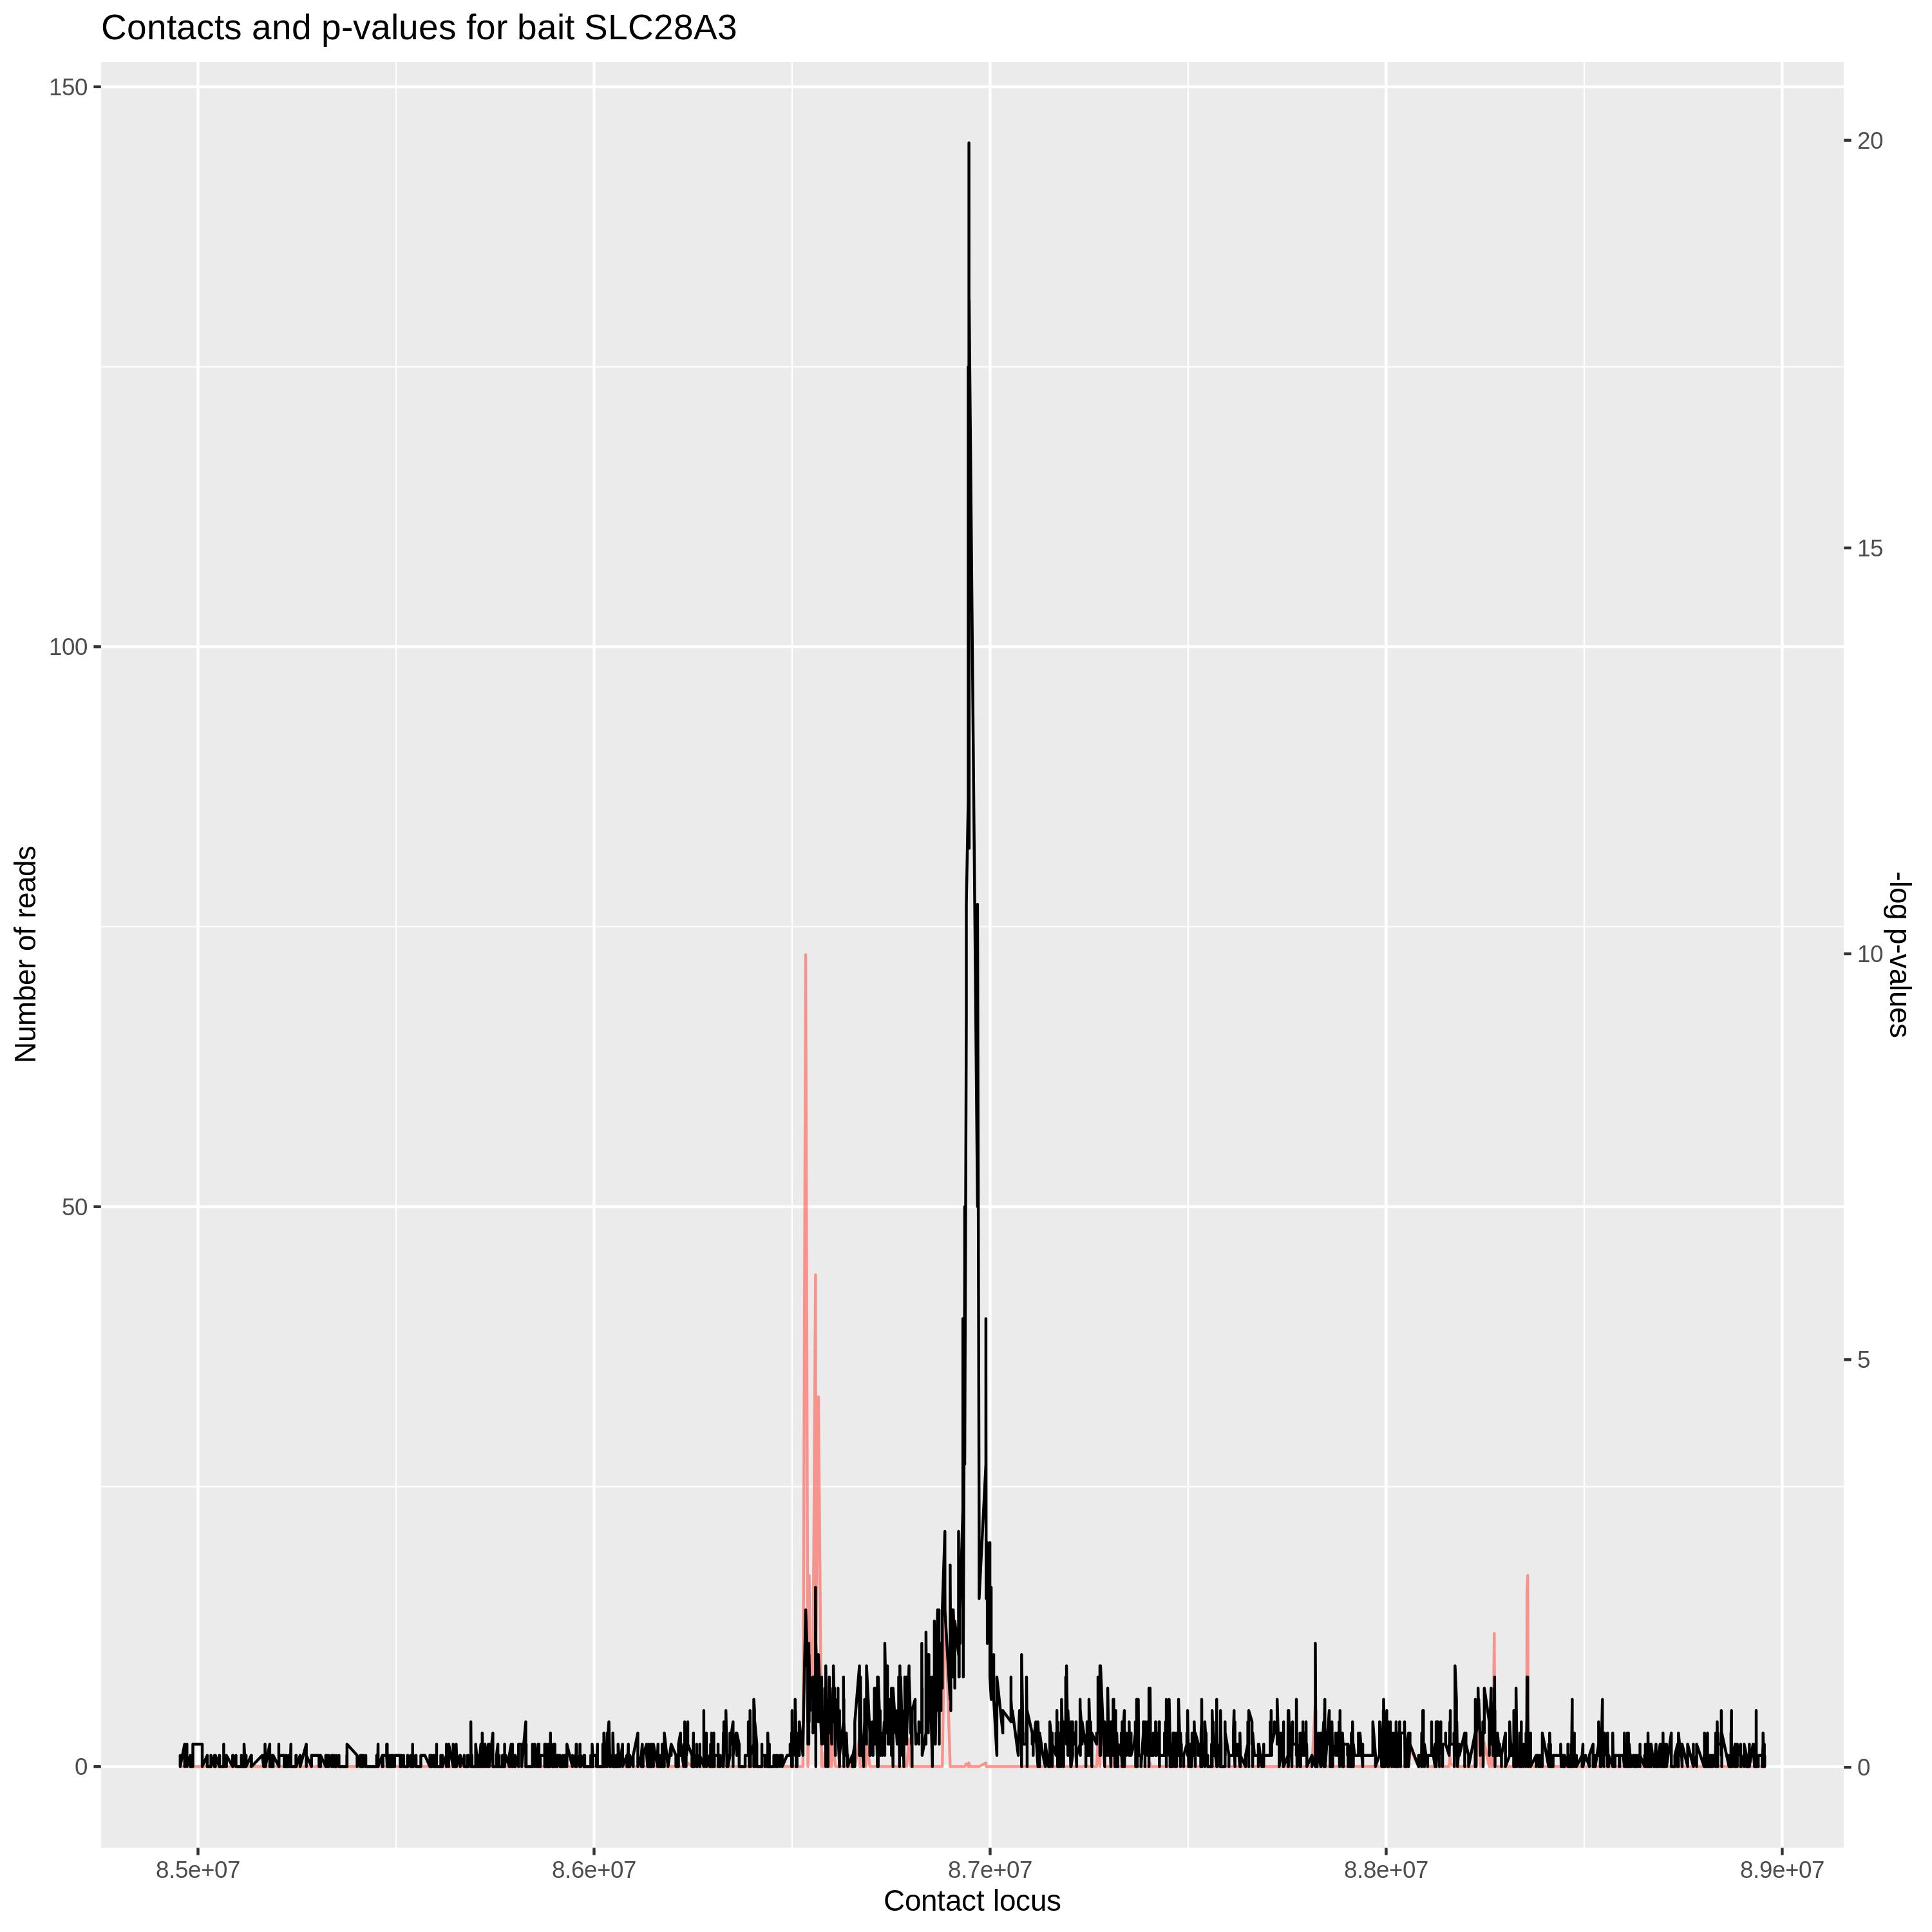 Contacts and p-values for bait SLC28A3
150
100
50
0
Number of reads
20
15
10
5
0
-log p-values
8.5e+07
8.6e+07
8.7e+07
8.8e+07
8.9e+07
Contact locus